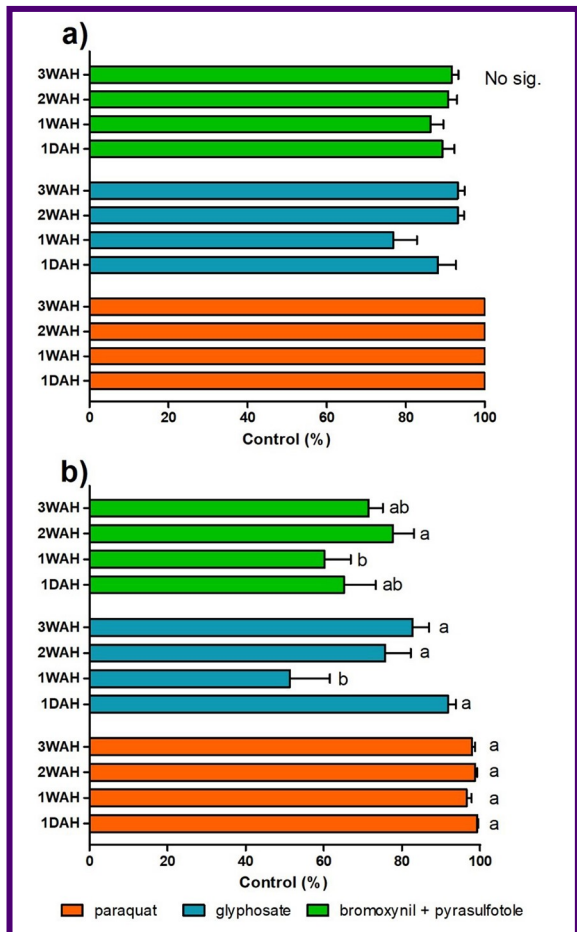 a)
3WAH
No sig.
2WAH
1WAH
1DAH
3WAH
2WAH
1WAH
1DAH
3WAH
2WAH
1WAH
1DAH
0 20 40 60 80 100
Control (%)
b)
3WAH ab
2WAH a
1WAH b
1DAH ab
3WAH a
2WAH a
1WAH b
1DAH a
3WAH a
2WAH a
1WAH a
1DAH a
0 20 40 60 80 100
Control (%)
paraquat glyphosate bromoxynil + pyrasulfotole